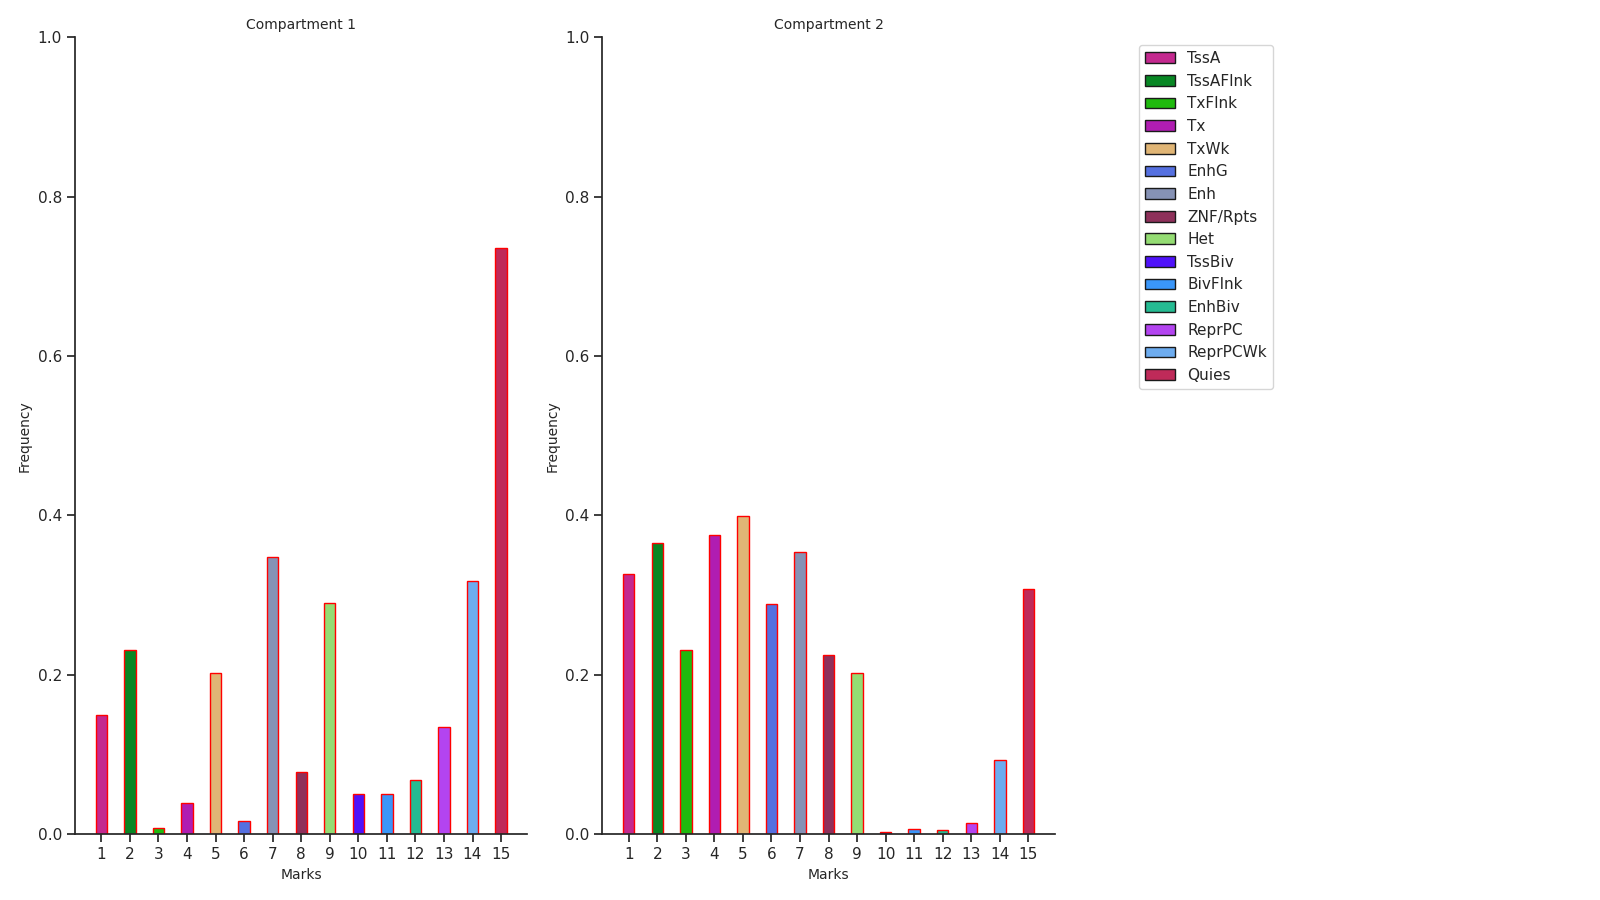 Compartment 1
1.0
0.8
0.6
0.4
0.2
0.0
Frequency
1 2 3 4 5 6 7 8 9 10 11 12 13 14 15
Marks
Compartment 2
1.0
0.8
0.6
0.4
0.2
0.0
Frequency
1 2 3 4 5 6 7 8 9 10 11 12 13 14 15
Marks
TssA
TssAFlnk
TxFlnk
Tx
TxWk
EnhG
Enh
ZNF/Rpts
Het
TssBiv
BivFlnk
EnhBiv
ReprPC
ReprPCWk
Quies